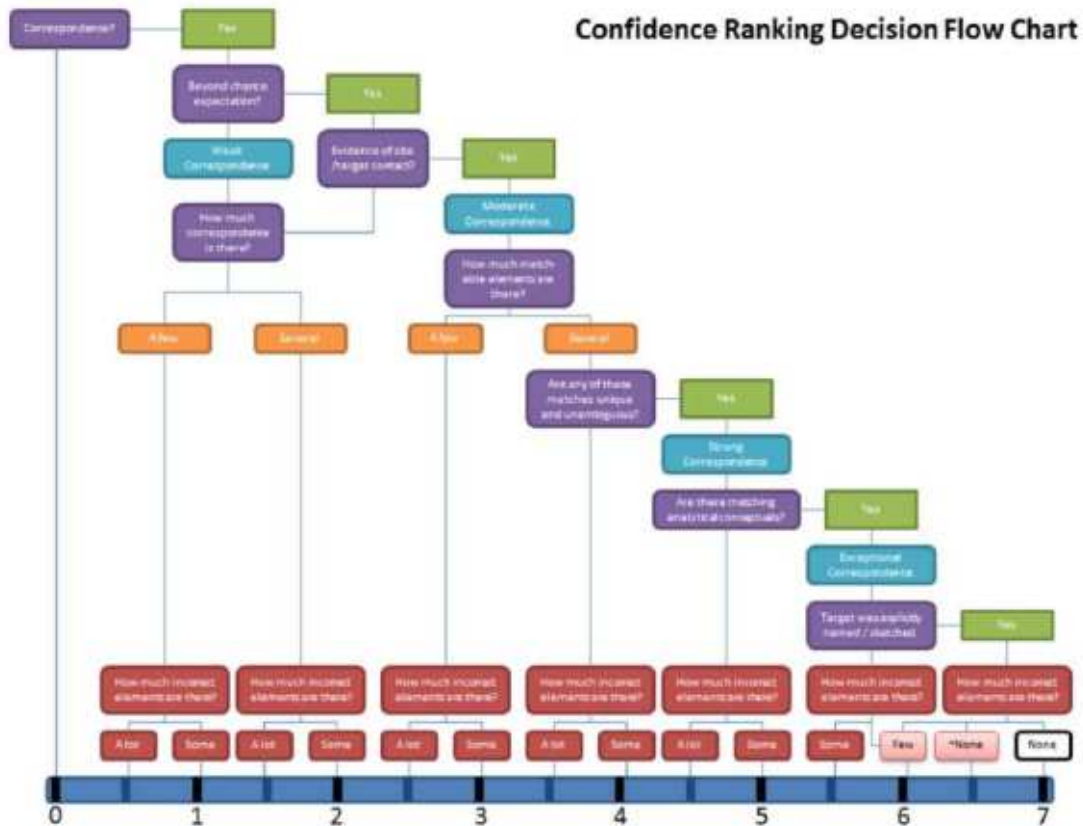 Confidence Ranking Decision Flow Chart
Correspondence?
Yes
Beyond chance
expectation?
Yes
Weak
Correspondence
Evidence of site
/target contact?
Yes
How much
correspondence
is there?
Moderate
Correspondence
How much match-
able elements are
there?
A few
Several
A few
Several
Are any of these
matches unique
and unambiguous?
Yes
Strong
Correspondence
Are there matching
analytical conceptuals?
Yes
Exceptional
Correspondence
Target was explicitly
named / sketched
Yes
How much incorrect
elements are there?
How much incorrect
elements are there?
How much incorrect
elements are there?
How much incorrect
elements are there?
How much incorrect
elements are there?
How much incorrect
elements are there?
How much incorrect
elements are there?
A lot
Some
A lot
Some
A lot
Some
A lot
Some
A lot
Some
Some
Few
*None
None
0 1 2 3 4 5 6 7